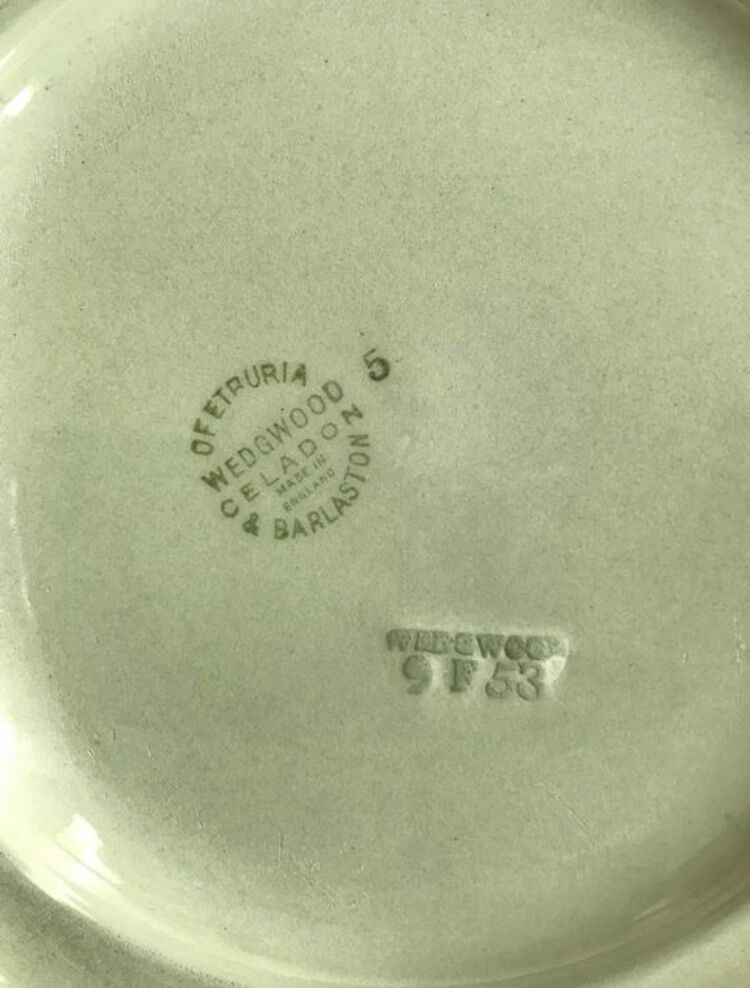 OF ETRURIA
5
WEDGWOOD
CELADON
MADE IN
ENGLAND
& BARLASTON
WEDGWOOD
9 F 53